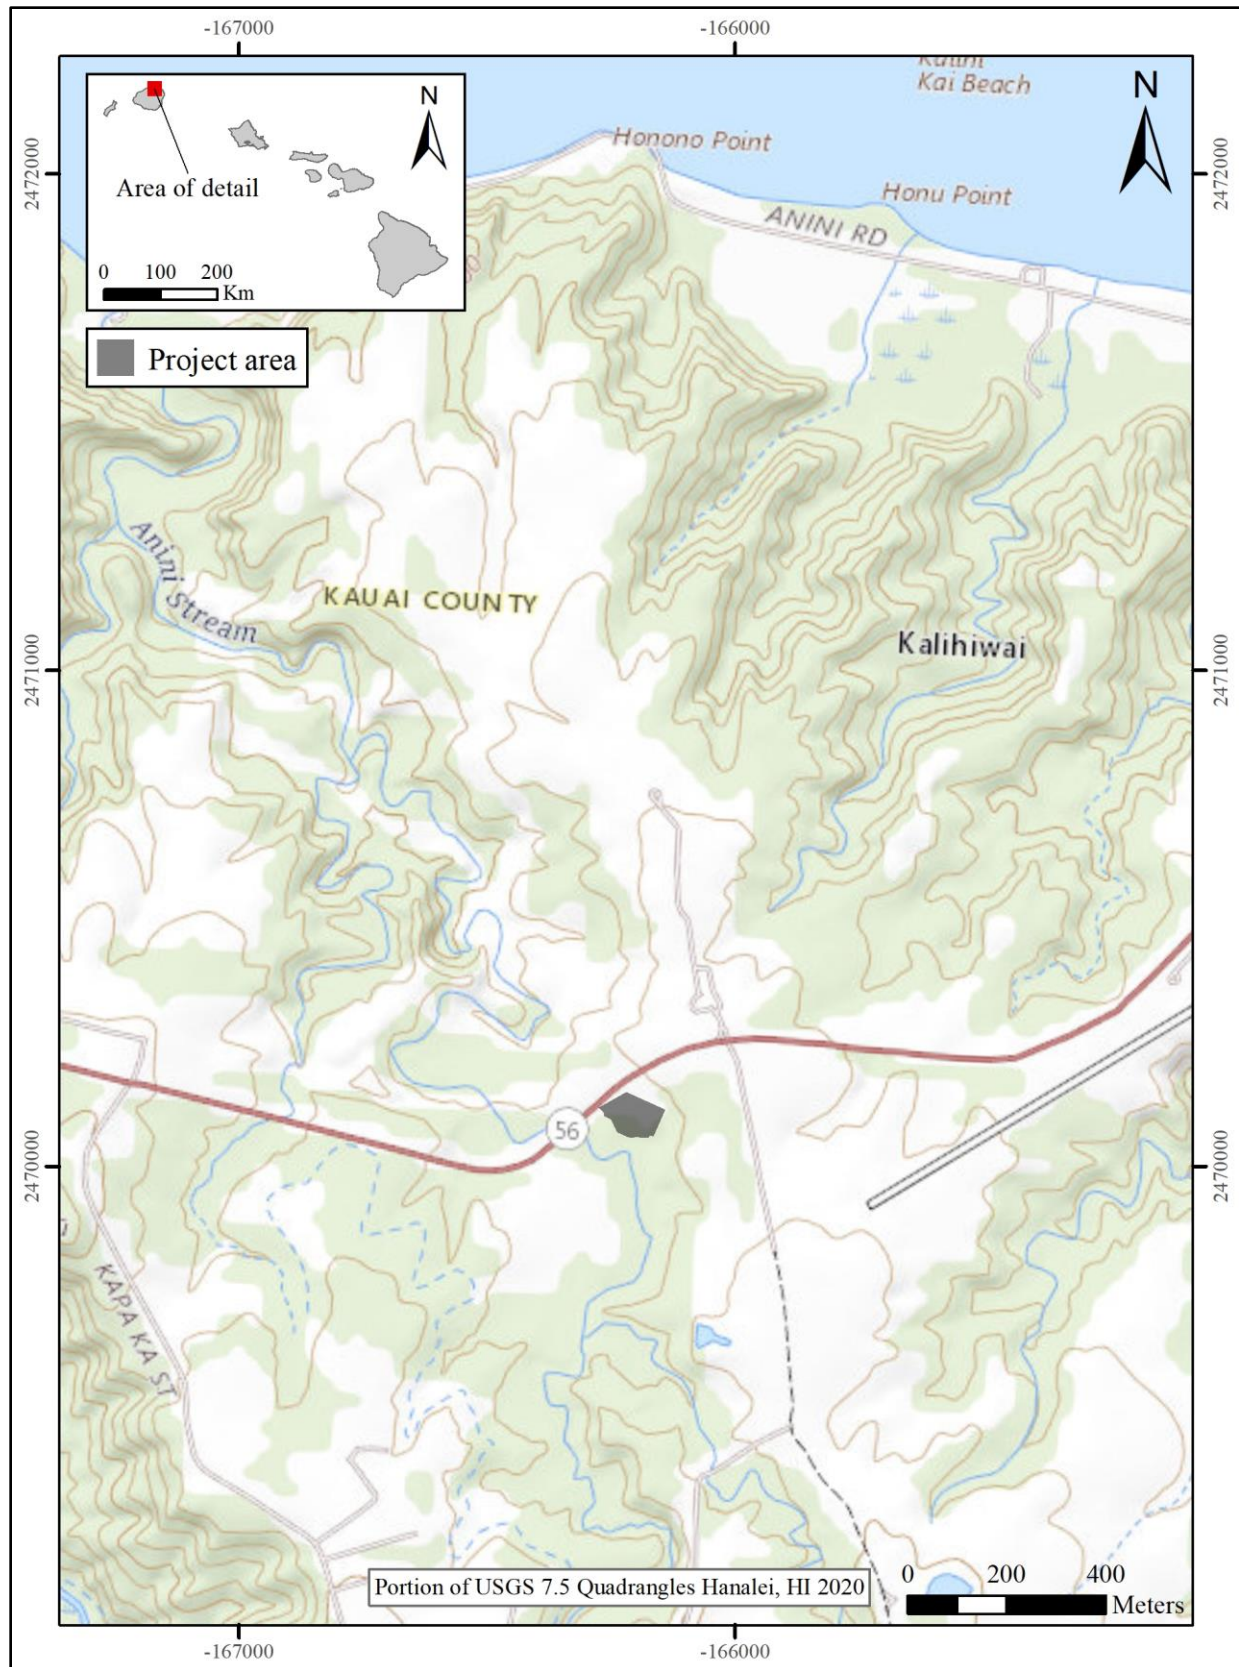 -167000
-166000
Kai Beach
N
N
Honono Point
2472000
2472000
Area of detail
Honu Point
ANINI RD
0 100 200
Km
Project area
Anini Stream
KAUAI COUNTY
Kalihiwai
2471000
2471000
56
2470000
2470000
KAPA KA ST
Portion of USGS 7.5 Quadrangles Hanalei, HI 2020
0 200 400
Meters
-167000
-166000